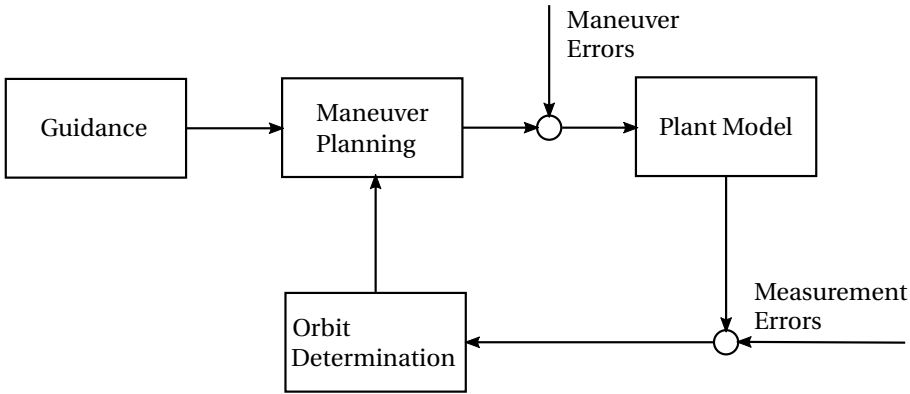 Maneuver
Errors
Guidance
Maneuver
Planning
Plant Model
Measurement
Errors
Orbit
Determination